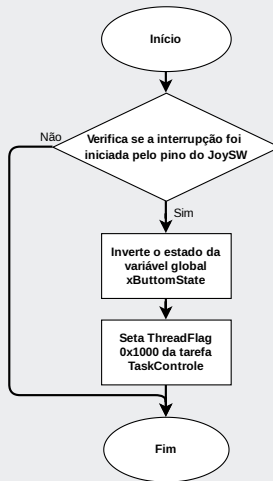 Início
Não
Verifica se a interrupção foi
iniciada pelo pino do JoySW
Sim
Inverte o estado da
variável global
xButtomState
Seta ThreadFlag
0x1000 da tarefa
TaskControle
Fim